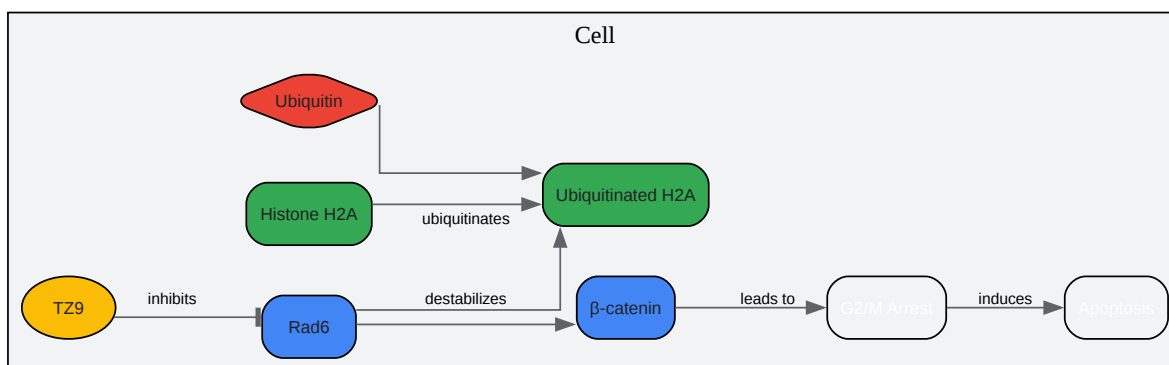 Cell
Ubiquitin
Ubiquitinated H2A
Histone H2A
ubiquitinates
TZ9
inhibits
Rad6
destabilizes
β-catenin
leads to
G2/M Arrest
induces
Apoptosis